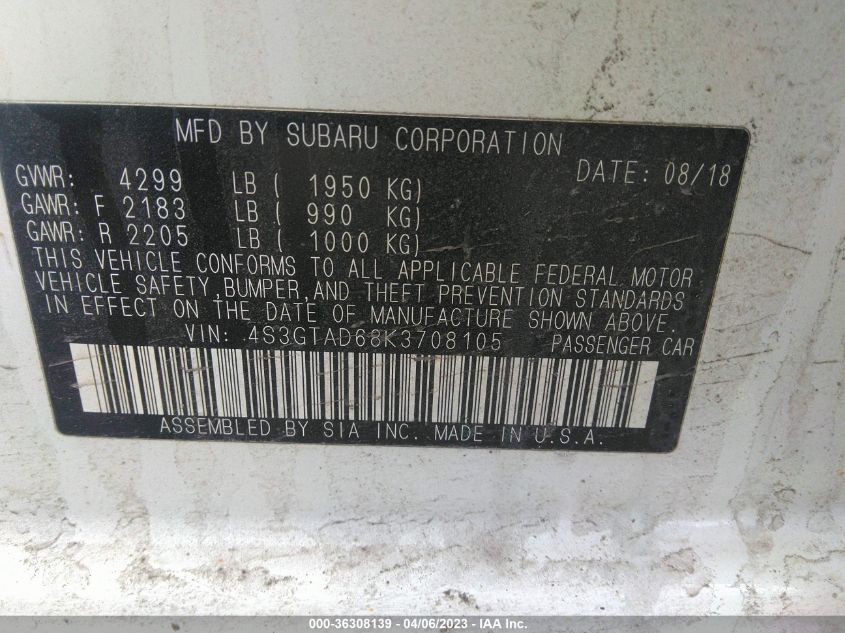 MFD BY SUBARU CORPORATION
DATE: 08/18
GVWR: 4299 LB ( 1950 KG)
GAWR: F 2183 LB ( 990 KG)
GAWR: R 2205 LB ( 1000 KG)
THIS VEHICLE CONFORMS TO ALL APPLICABLE FEDERAL MOTOR
VEHICLE SAFETY, BUMPER, AND THEFT PREVENTION STANDARDS
IN EFFECT ON THE DATE OF MANUFACTURE SHOWN ABOVE.
VIN: 4S3GTAD68K3708105 PASSENGER CAR
ASSEMBLED BY SIA INC. MADE IN U.S.A.
000-36308139 - 04/06/2023 - IAA Inc.